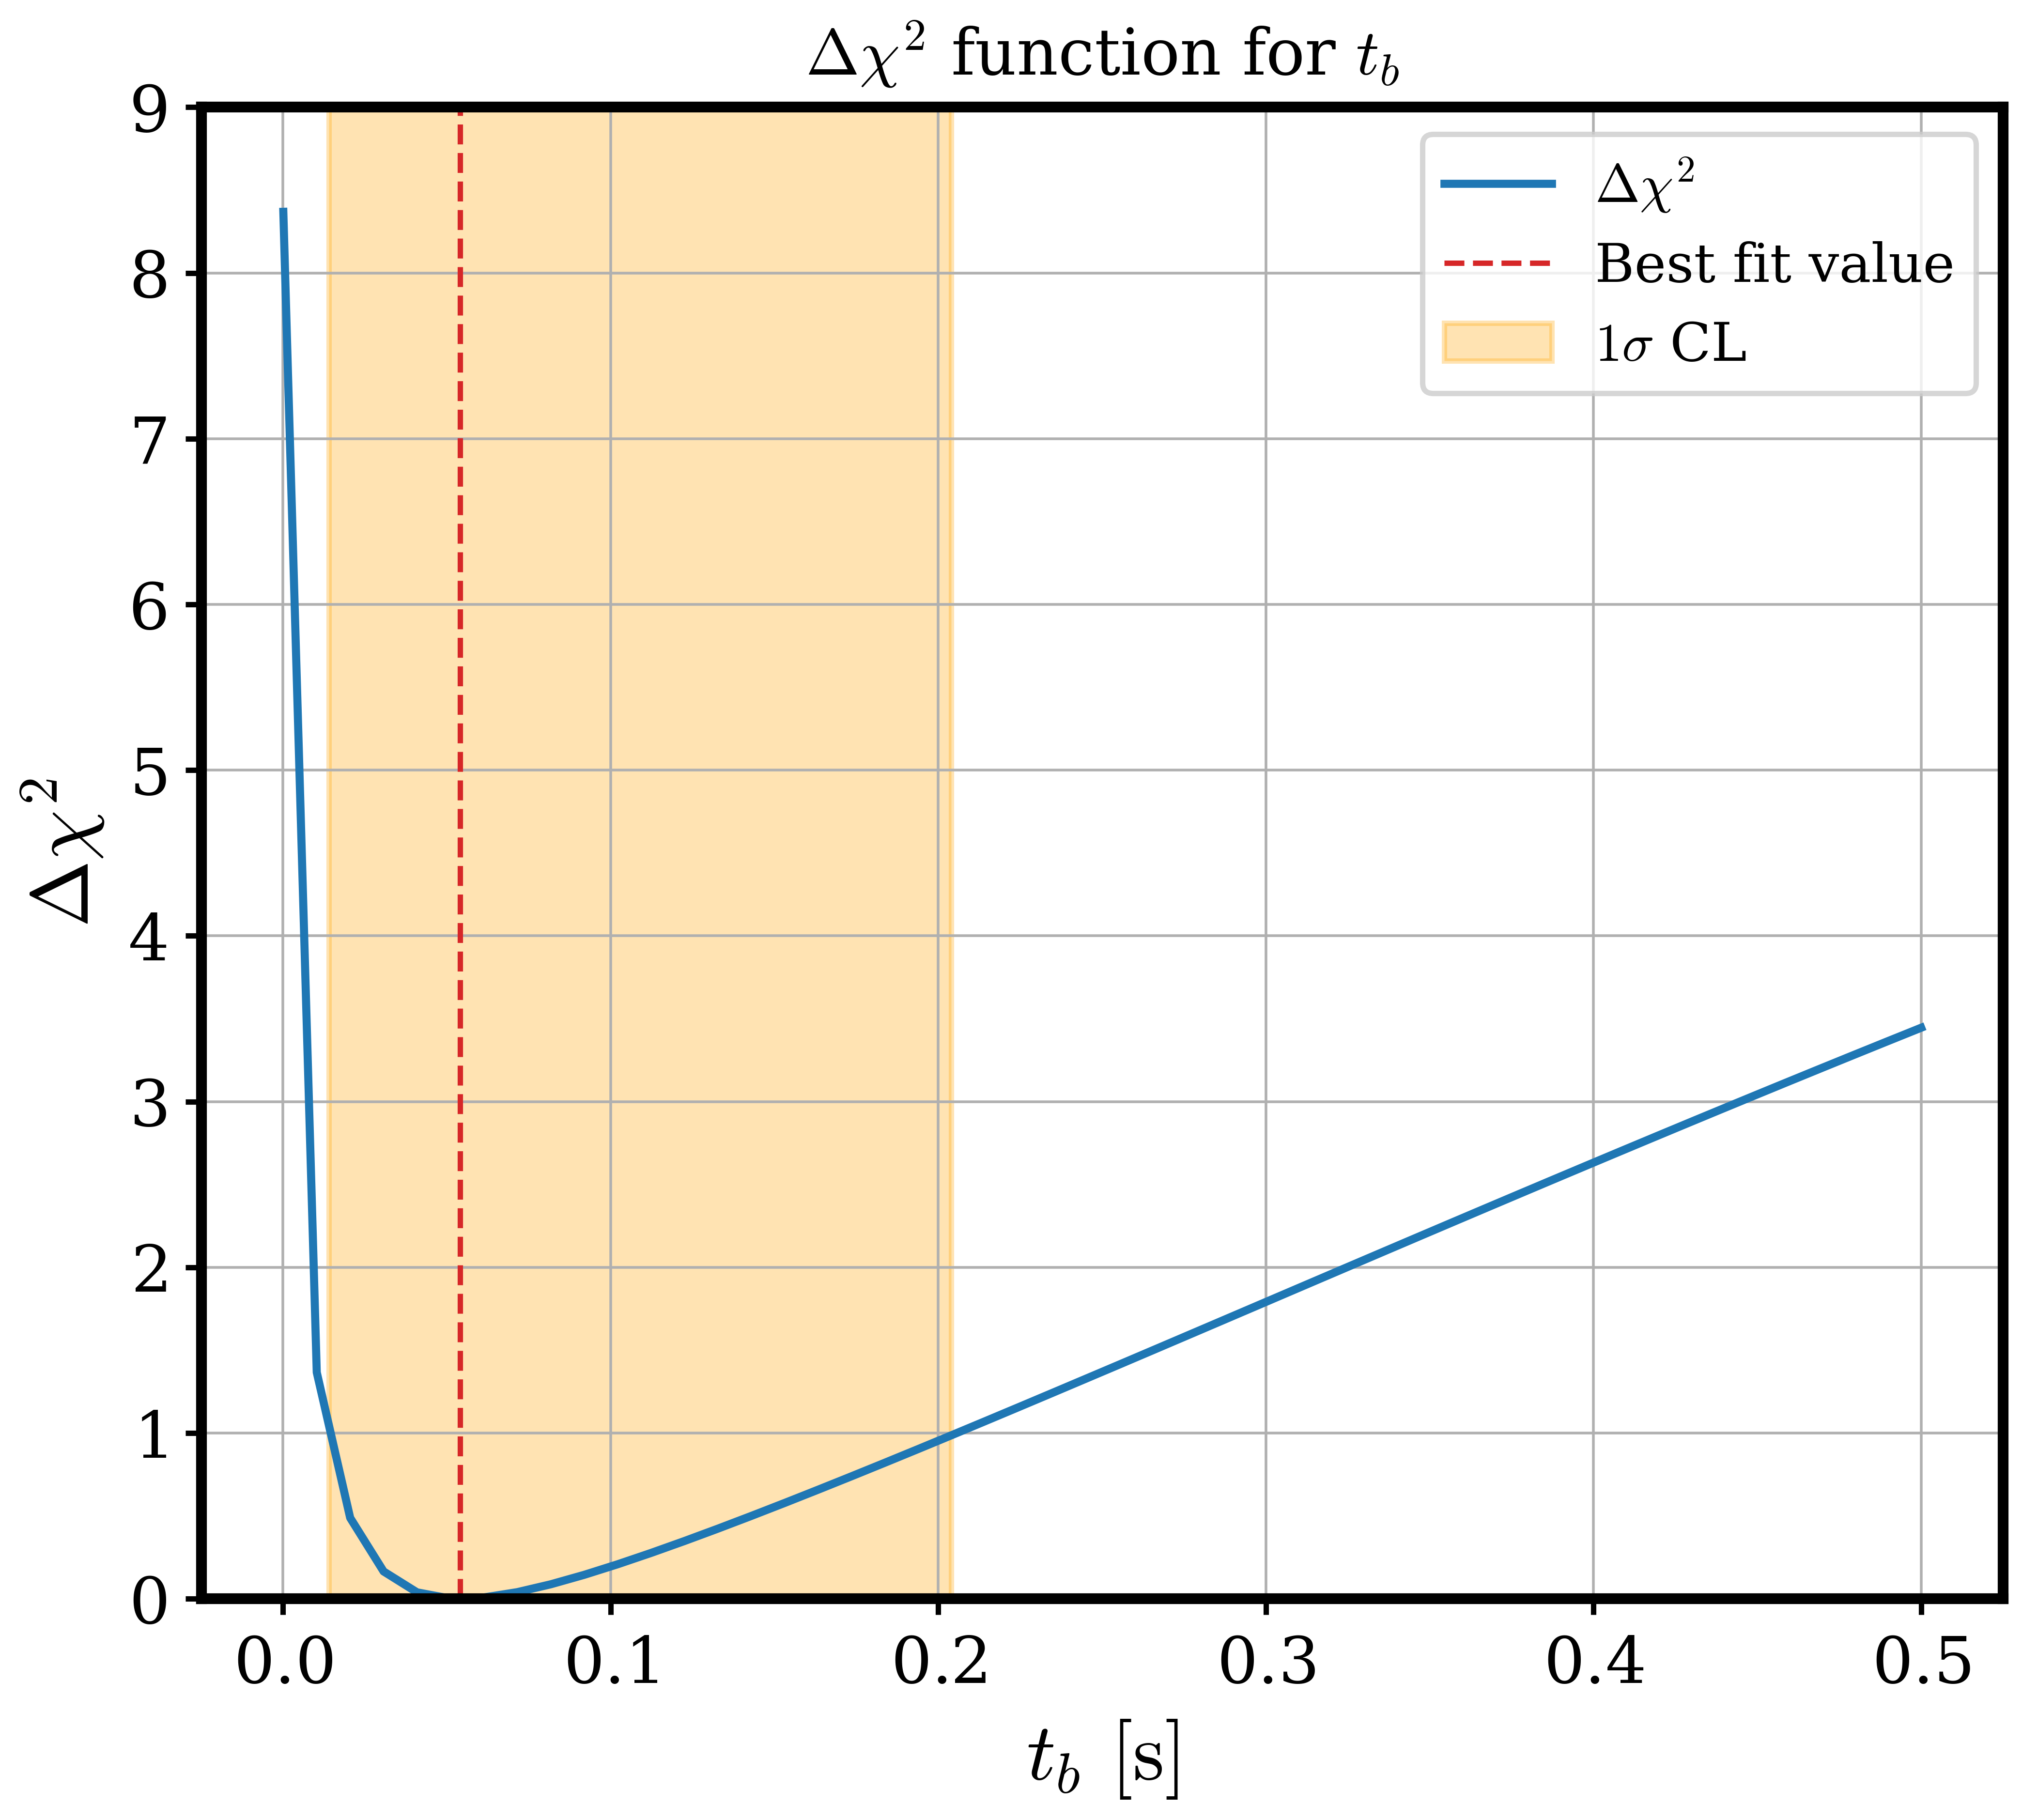 Δχ² function for t_b
9
8
7
6
5
4
3
2
1
0
Δχ²
Δχ²
Best fit value
1σ CL
0.0 0.1 0.2 0.3 0.4 0.5
t_b [s]